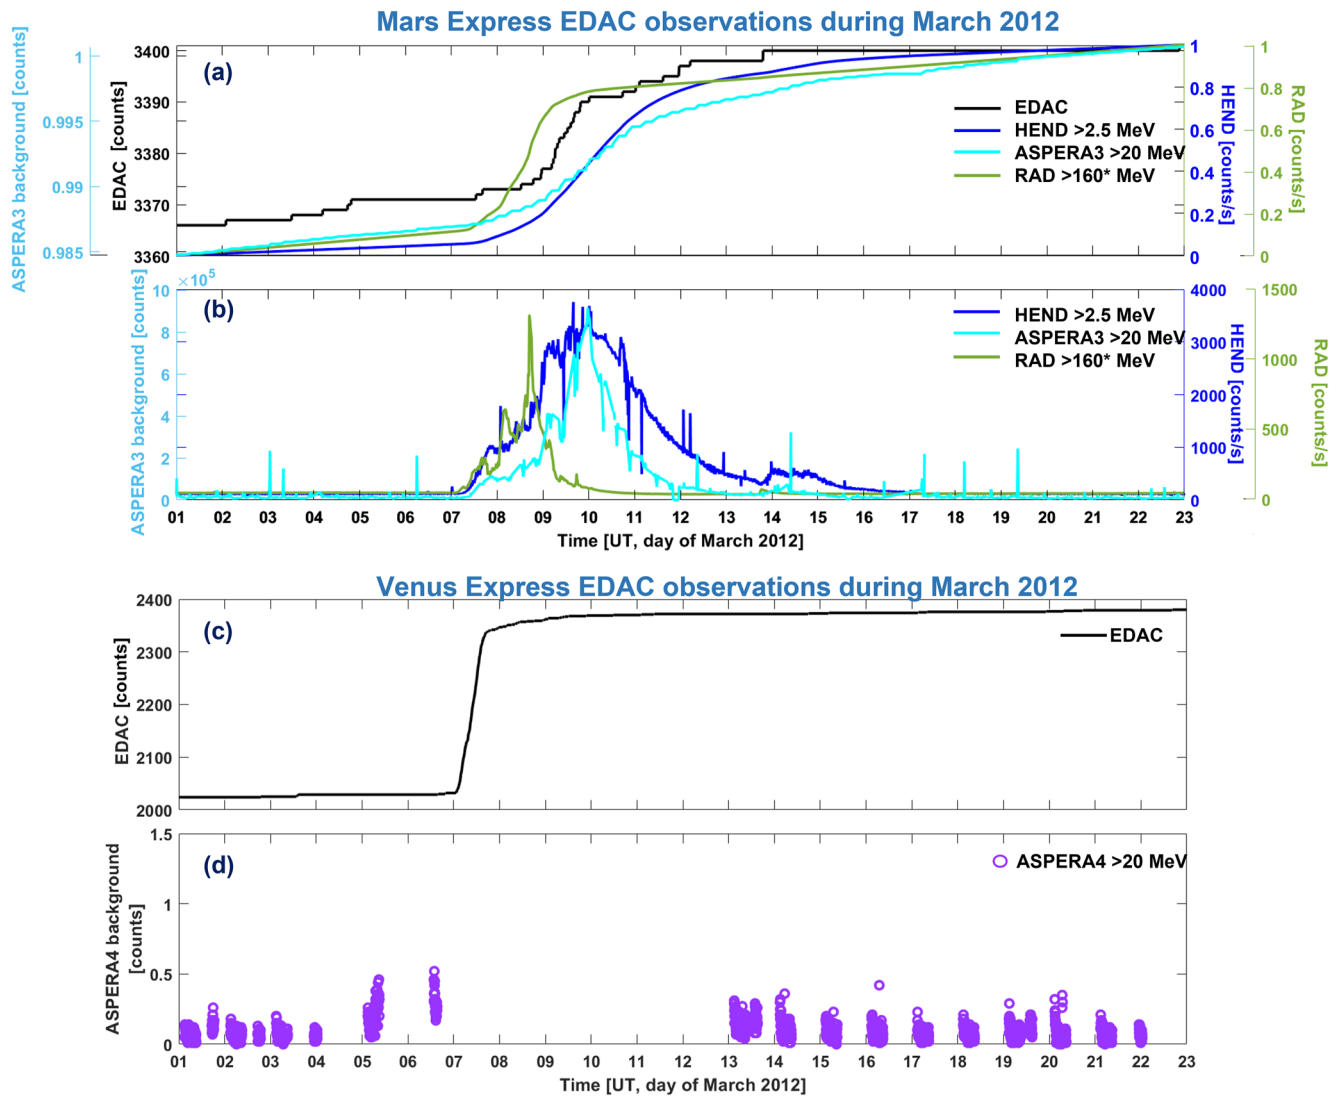 Mars Express EDAC observations during March 2012
ASPERA3 background [counts]
1
0.995
0.99
0.985
EDAC [counts]
3400
3390
3380
3370
3360
(a)
EDAC
HEND >2.5 MeV
ASPERA3 >20 MeV
RAD >160* MeV
1
0.8
0.6
0.4
0.2
0
HEND [counts/s]
1
0.8
0.6
0.4
0.2
0
RAD [counts/s]
ASPERA3 background [counts]
×10⁵
10
8
6
4
2
0
(b)
HEND >2.5 MeV
ASPERA3 >20 MeV
RAD >160* MeV
4000
3000
2000
1000
0
HEND [counts/s]
1500
1000
500
0
RAD [counts/s]
01 02 03 04 05 06 07 08 09 10 11 12 13 14 15 16 17 18 19 20 21 22 23
Time [UT, day of March 2012]
Venus Express EDAC observations during March 2012
EDAC [counts]
2400
2300
2200
2100
2000
(c)
EDAC
ASPERA4 background
[counts]
1.5
1
0.5
0
(d)
ASPERA4 >20 MeV
01 02 03 04 05 06 07 08 09 10 11 12 13 14 15 16 17 18 19 20 21 22 23
Time [UT, day of March 2012]